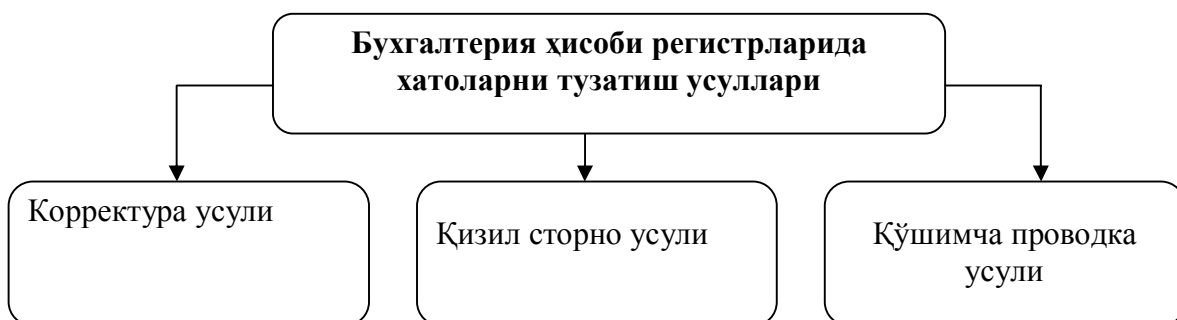 Бухгалтерия ҳисоби регистрларида
хатоларни тузатиш усуллари
Корректура усули
Қизил сторно усули
Қўшимча проводка
усули